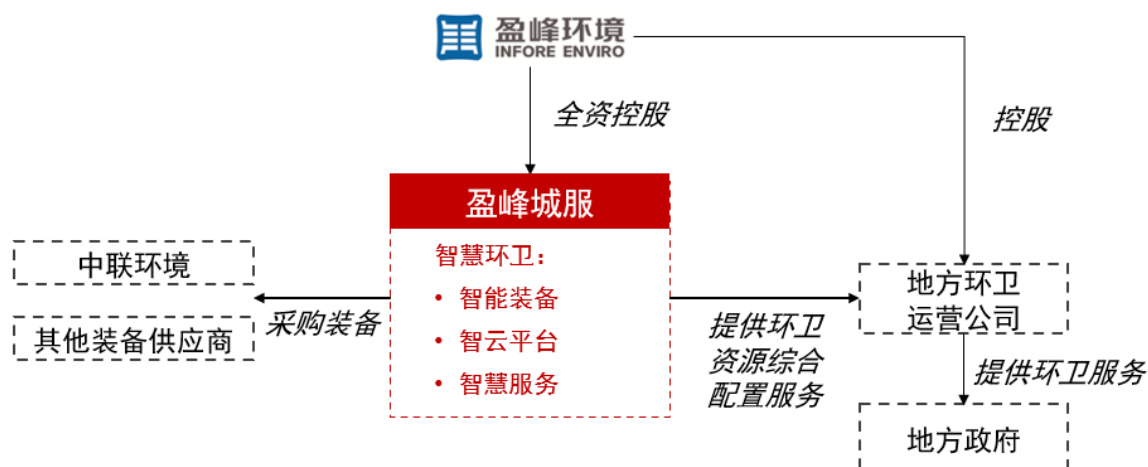 盈峰环境
INFORE ENVIRO
全资控股
控股
盈峰城服
智慧环卫：
• 智能装备
• 智云平台
• 智慧服务
中联环境
其他装备供应商
采购装备
提供环卫
资源综合
配置服务
地方环卫
运营公司
提供环卫服务
地方政府